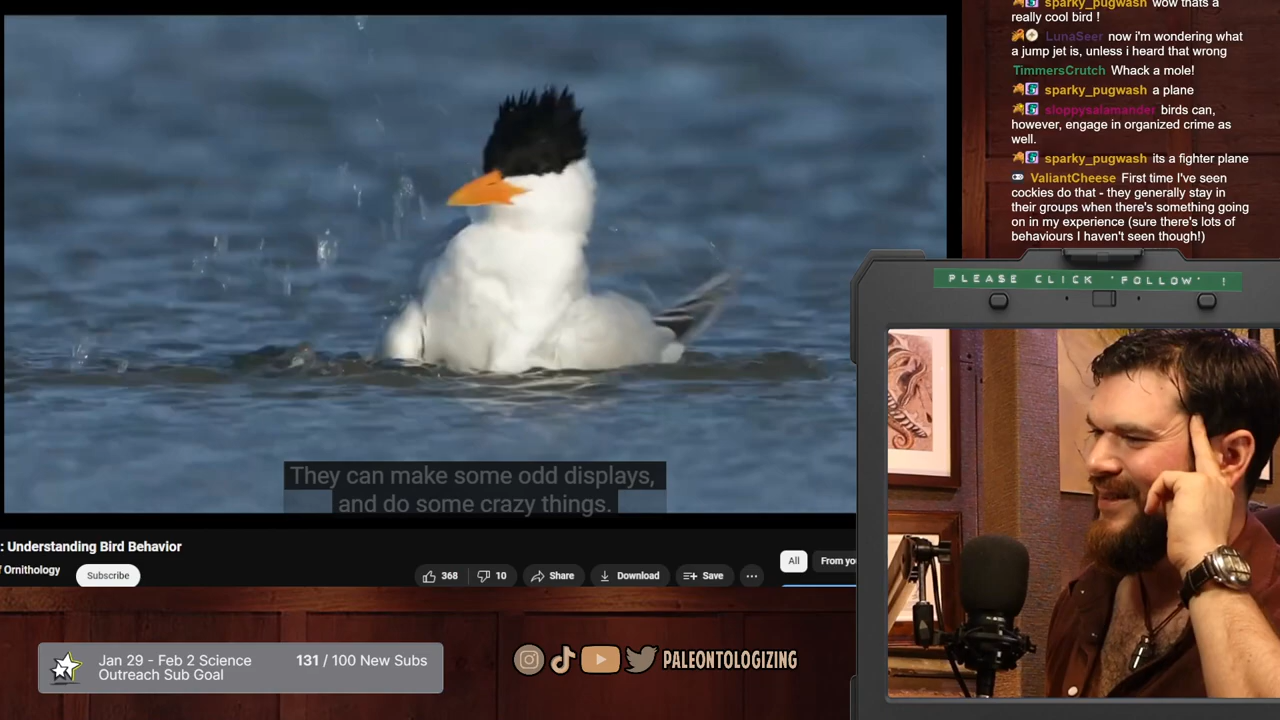 sparky_pugwash wow thats a
really cool bird !
LunaSeer now i'm wondering what
a jump jet is, unless i heard that wrong
TimmersCrutch Whack a mole!
sparky_pugwash a plane
sloppysalamander birds can,
however, engage in organized crime as
well.
sparky_pugwash its a fighter plane
ValiantCheese First time I've seen
cockies do that - they generally stay in
their groups when there's something going
on in my experience (sure there's lots of
behaviours I haven't seen though!)
PLEASE CLICK "FOLLOW" !
They can make some odd displays,
and do some crazy things.
: Understanding Bird Behavior
Ornithology
Subscribe
368
10
Share
Download
Save
All
From yo
Jan 29 - Feb 2 Science
Outreach Sub Goal
131 / 100 New Subs
PALEONTOLOGIZING